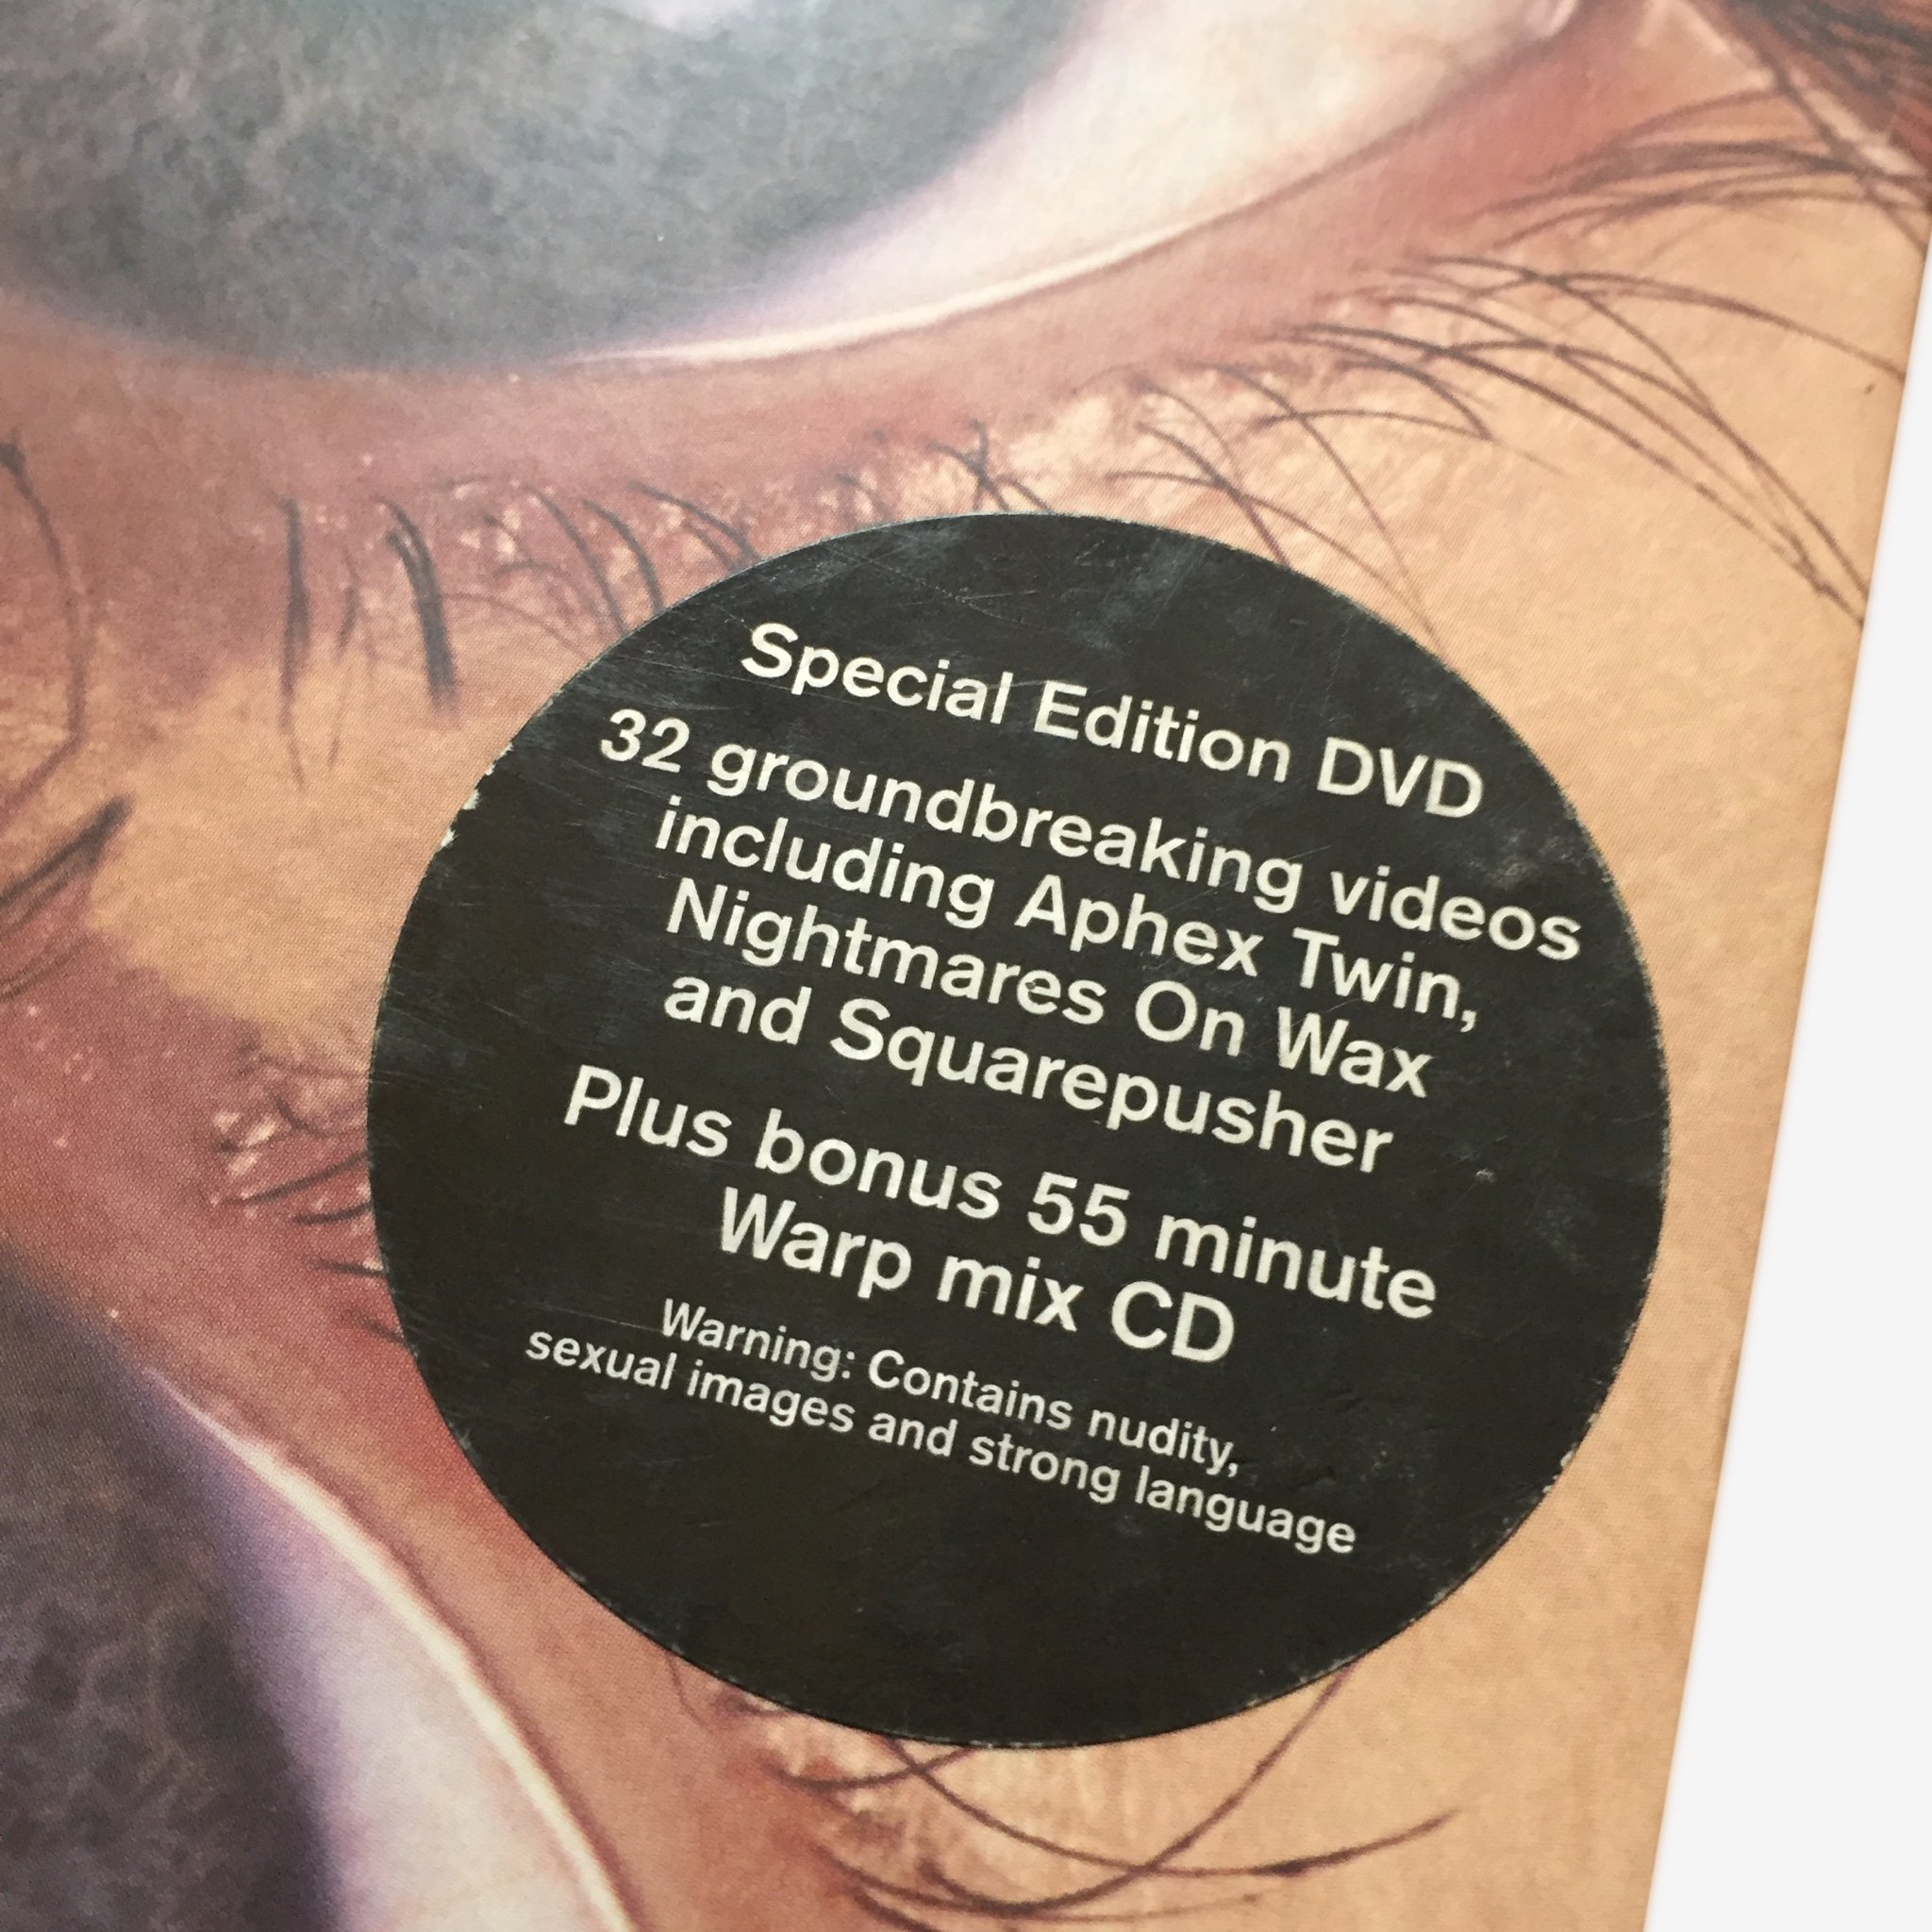 Special Edition DVD
32 groundbreaking videos
including Aphex Twin,
Nightmares On Wax
and Squarepusher
Plus bonus 55 minute
Warp mix CD
Warning: Contains nudity,
sexual images and strong language